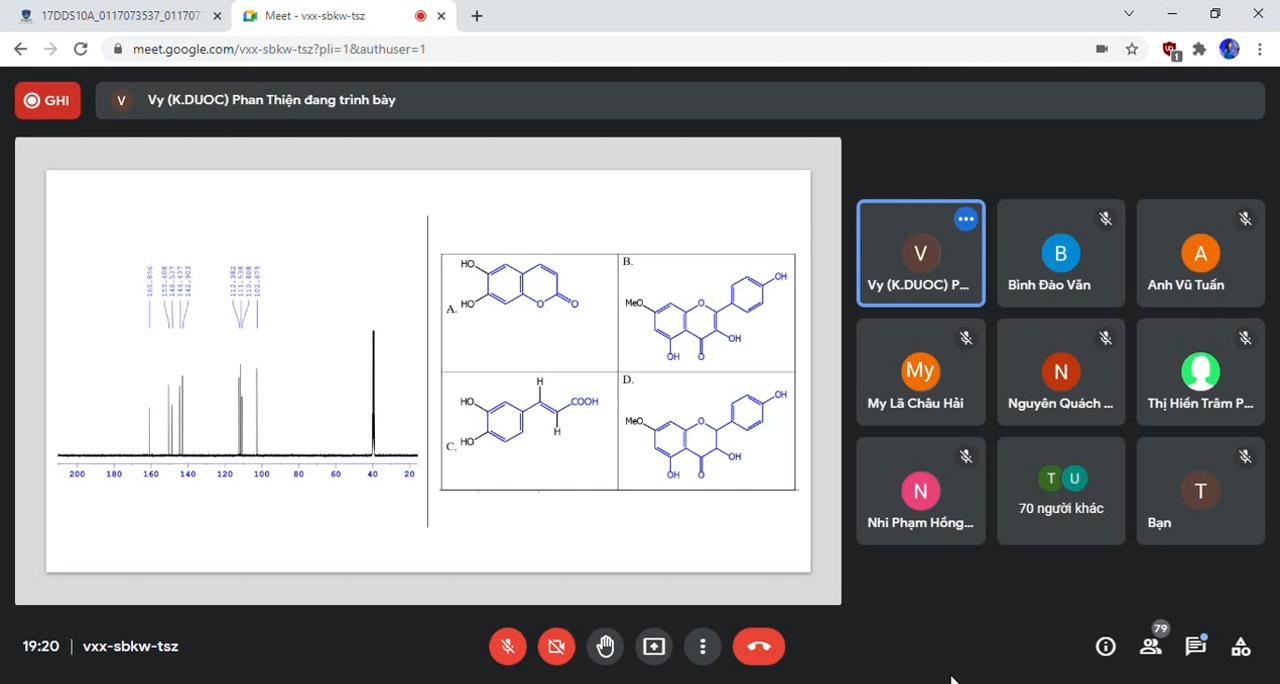 17DDS10A_0117073537_011707
Meet - vxx-sbkw-tsz
meet.google.com/vxx-sbkw-tsz?pli=1&authuser=1
1
GHI
V
Vy (K.DUOC) Phan Thiện đang trình bày
160.856
150.408
148.537
144.437
142.903
112.382
111.538
110.808
102.679
200 180 160 140 120 100 80 60 40 20
A.
HO
HO
O
O
B.
MeO
O
OH
OH
OH
O
C.
HO
HO
H
H
COOH
D.
MeO
O
OH
OH
OH
O
V
Vy (K.DUOC) P...
B
Bình Đào Văn
A
Anh Vũ Tuấn
My
My Lã Châu Hải
N
Nguyên Quách ...
Thị Hiền Trâm P...
N
Nhi Phạm Hồng...
T U
70 người khác
T
Bạn
19:20 | vxx-sbkw-tsz
79